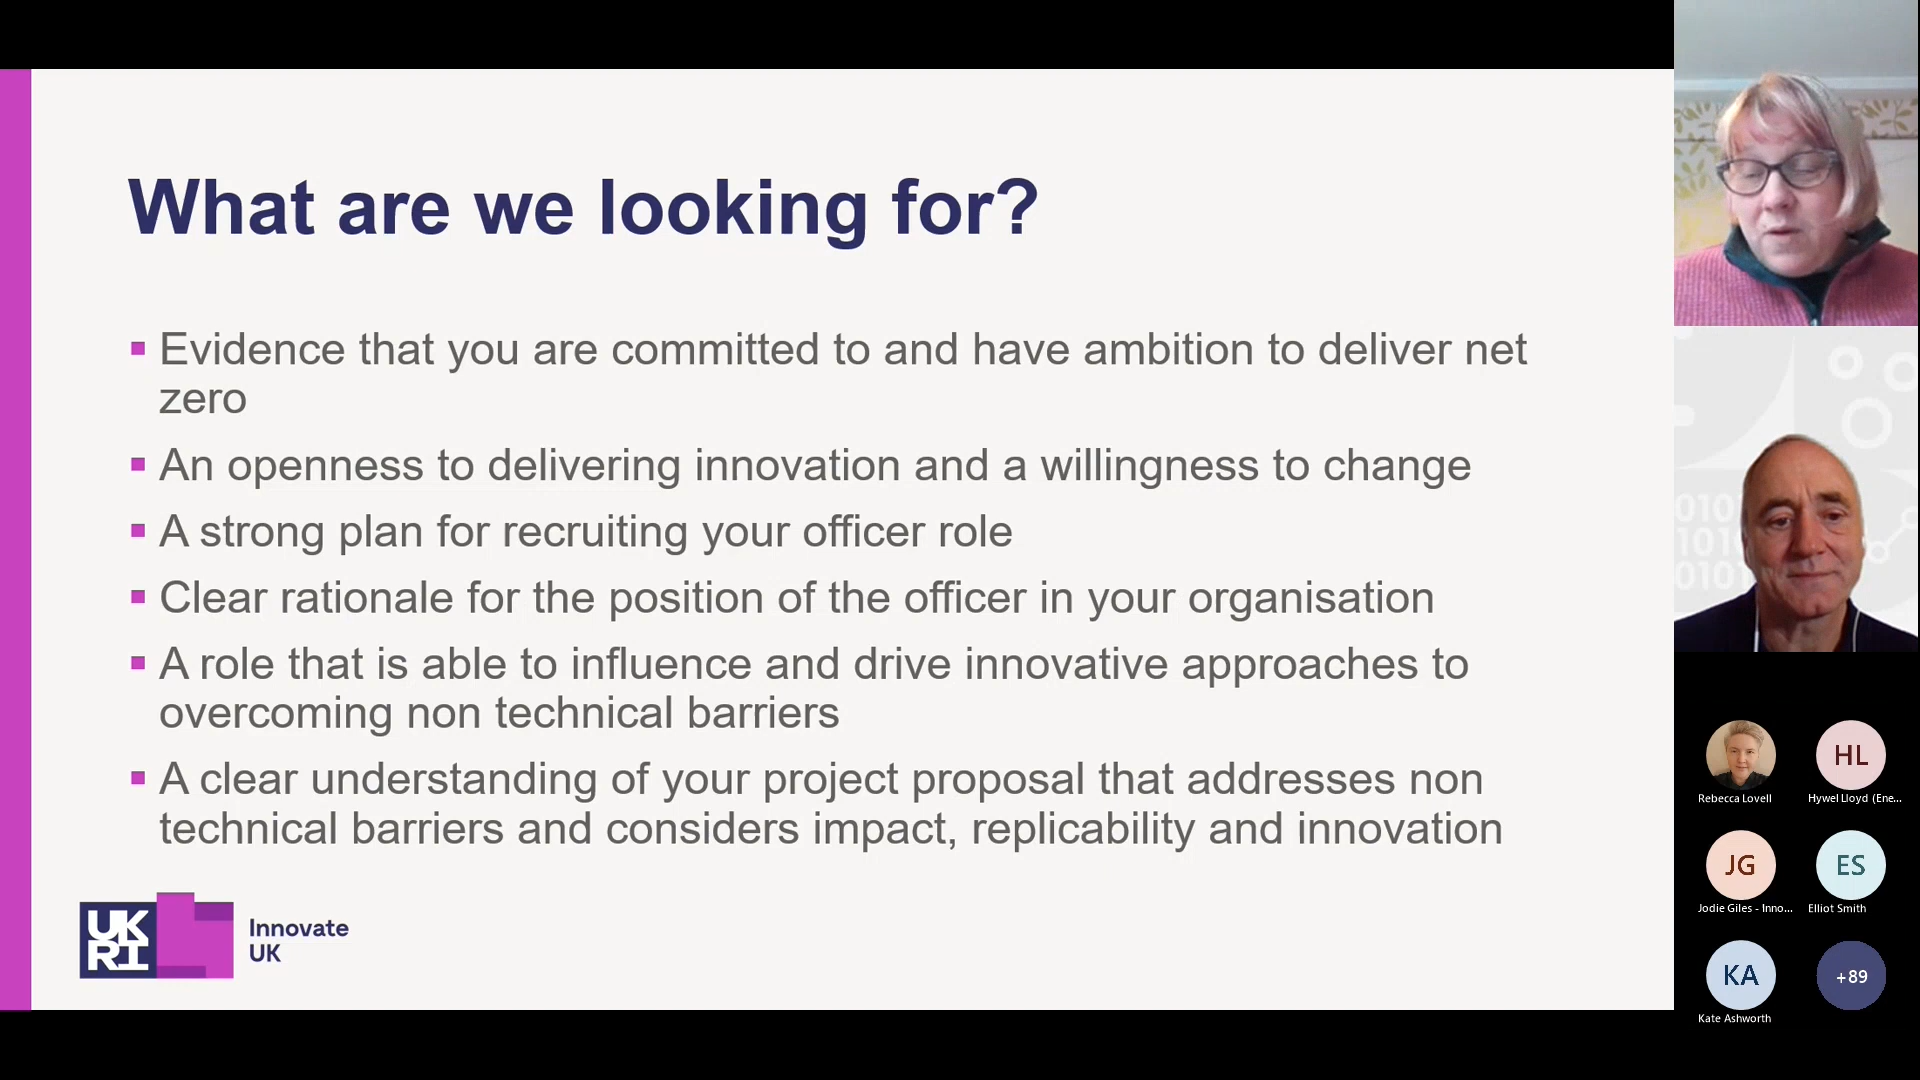 What are we looking for?
Evidence that you are committed to and have ambition to deliver net
zero
An openness to delivering innovation and a willingness to change
A strong plan for recruiting your officer role
Clear rationale for the position of the officer in your organisation
A role that is able to influence and drive innovative approaches to
overcoming non technical barriers
A clear understanding of your project proposal that addresses non
technical barriers and considers impact, replicability and innovation
UK
RI
Innovate
UK
010
1010
0101
HL
Rebecca Lovell
Hywel Lloyd (Ene...
JG
ES
Jodie Giles - Inno...
Elliot Smith
KA
+89
Kate Ashworth